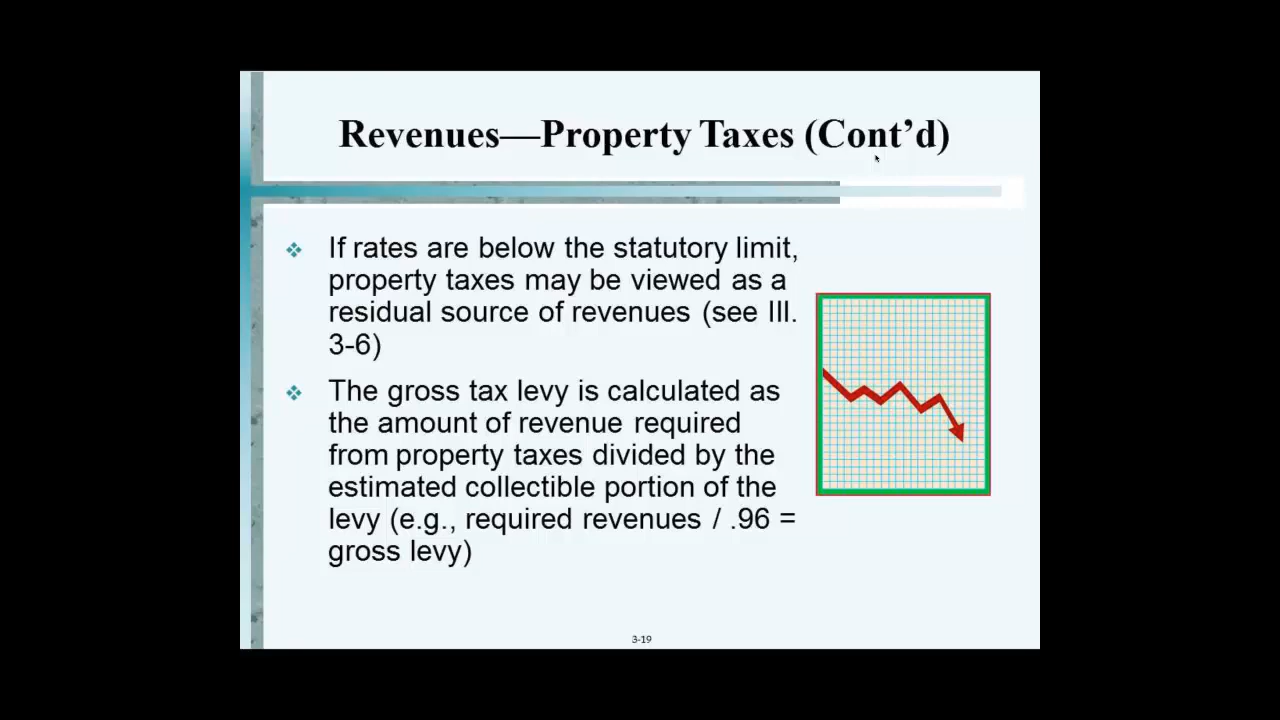 Revenues—Property Taxes (Cont’d)
If rates are below the statutory limit,
property taxes may be viewed as a
residual source of revenues (see Ill.
3-6)
The gross tax levy is calculated as
the amount of revenue required
from property taxes divided by the
estimated collectible portion of the
levy (e.g., required revenues / .96 =
gross levy)
3-19